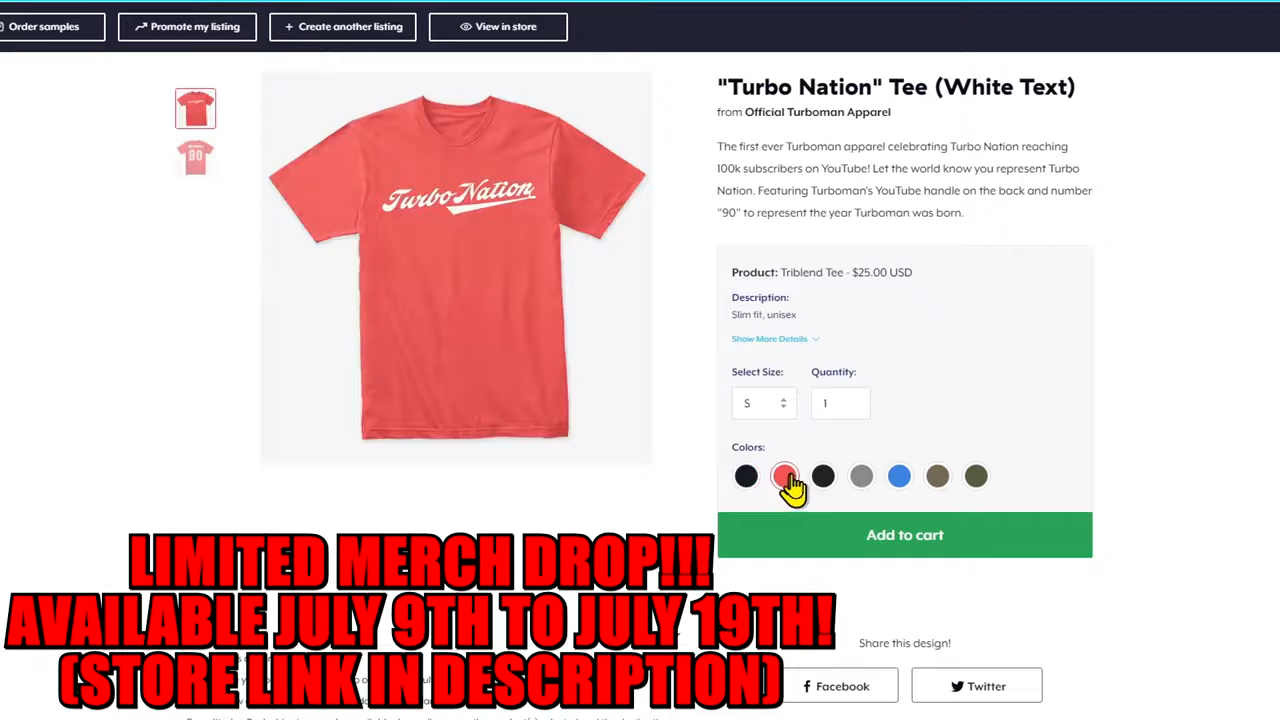 Order samples
Promote my listing
+ Create another listing
View in store
"Turbo Nation" Tee (White Text)
from Official Turboman Apparel
The first ever Turboman apparel celebrating Turbo Nation reaching
100k subscribers on YouTube! Let the world know you represent Turbo
Nation. Featuring Turboman's YouTube handle on the back and number
"90" to represent the year Turboman was born.
Turbo Nation
90
Product: Triblend Tee - $25.00 USD
Description:
Slim fit, unisex
Show More Details
Select Size:
Quantity:
S
1
Colors:
Add to cart
LIMITED MERCH DROP!!!
AVAILABLE JULY 9TH TO JULY 19TH!
(STORE LINK IN DESCRIPTION)
Share this design!
Facebook
Twitter